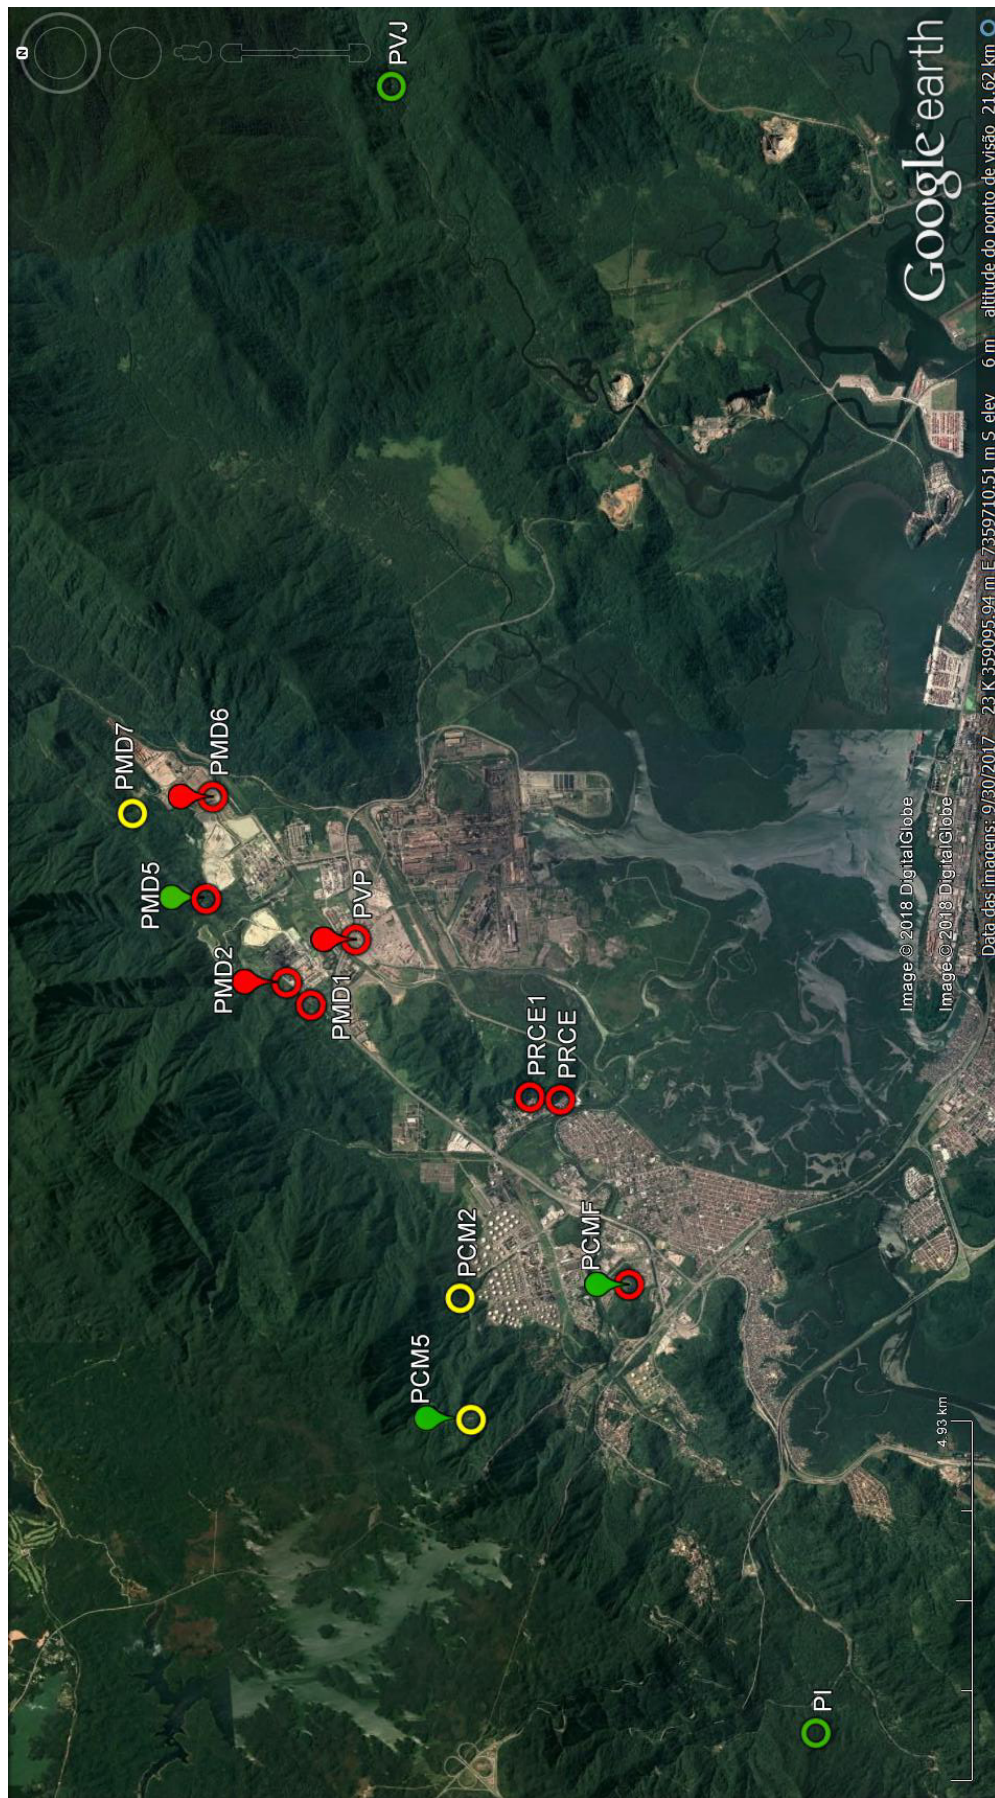 N
PVJ
PMD7
PMD6
PMD5
PVP
PMD2
PMD1
PRCE1
PRCE
PCMF
PCM2
PCM5
PI
Google earth
Image © 2018 DigitalGlobe
Image © 2018 DigitalGlobe
4.93 km
Data das imagens: 9/30/2017 23 K 359095.94 m E 7359710.51 m S elev 6 m altitude do ponto de visão 21.62 km